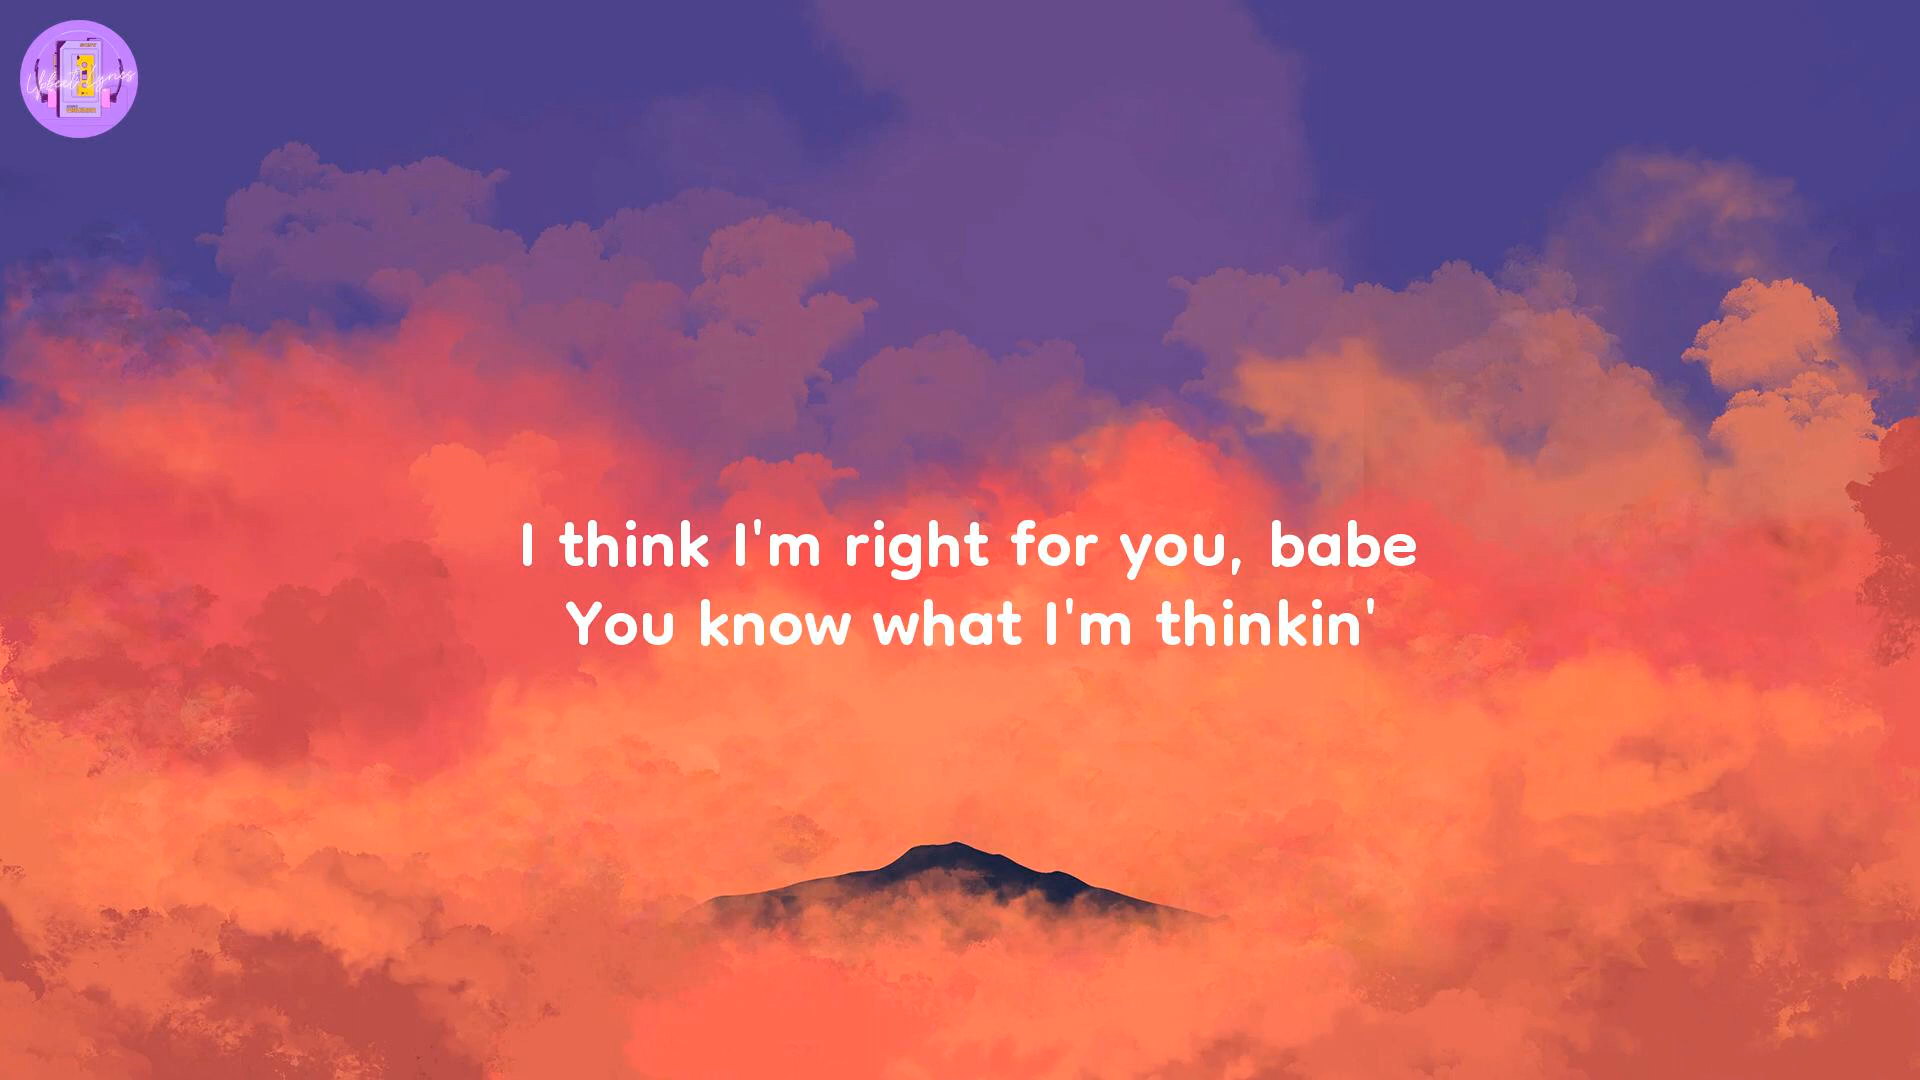 I think I'm right for you, babe
You know what I'm thinkin'